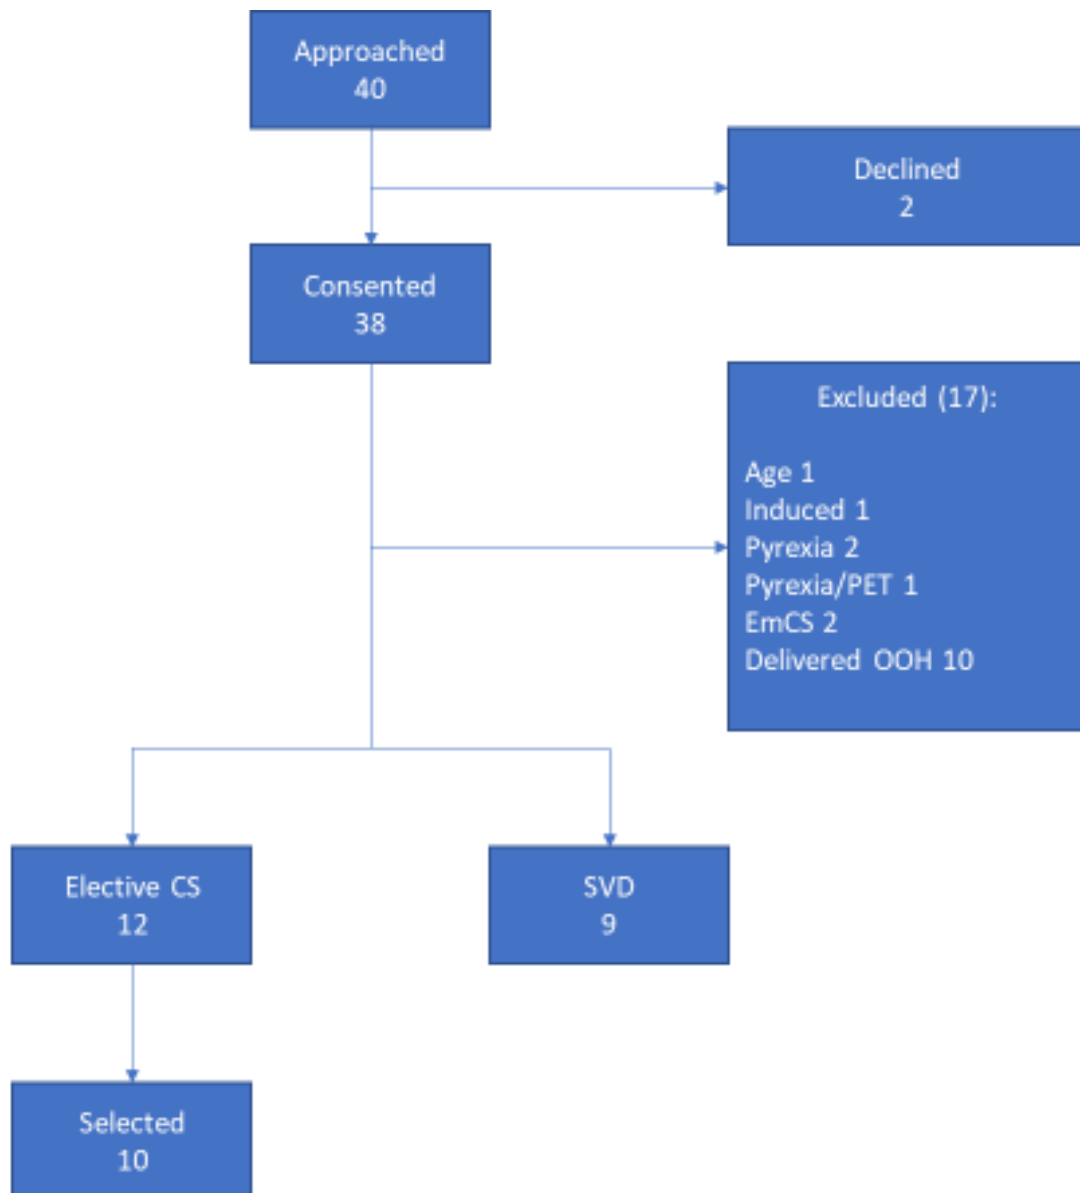 Approached
40
Declined
2
Consented
38
Excluded (17):
Age 1
Induced 1
Pyrexia 2
Pyrexia/PET 1
EmCS 2
Delivered OOH 10
Elective CS
12
SVD
9
Selected
10